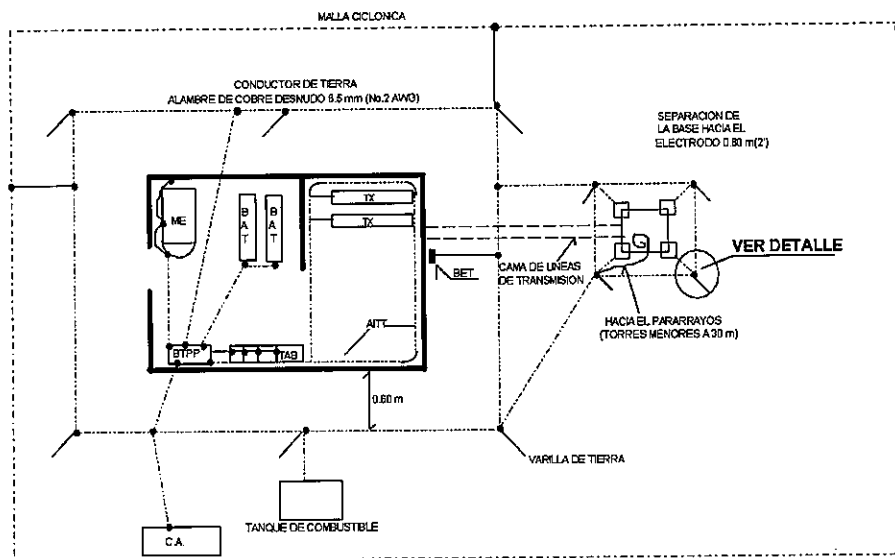 MALLA CICLONICA
CONDUCTOR DE TIERRA
ALAMBRE DE COBRE DESNUDO 6.5 mm (No.2 AWG)
SEPARACION DE
LA BASE HACIA EL
ELECTRODO 0.60 m(2')
ME
BAT
BAT
TX
TX
VER DETALLE
CAMA DE LINEAS
DE TRANSMISION
BET
HACIA EL PARARRAYOS
(TORRES MENORES A 30 m)
AITT
BTPP
TAB
0.60 m
VARILLA DE TIERRA
TANQUE DE COMBUSTIBLE
C.A.